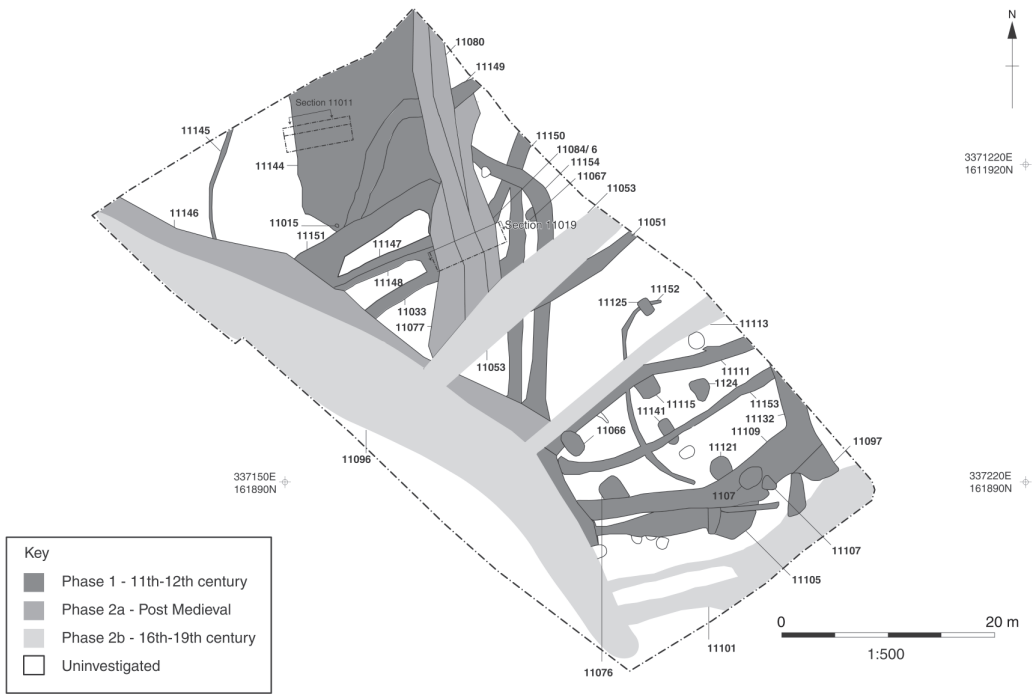 N
11080
11149
Section 11011
11145
11150
11084/ 6
11154
11067
11053
3371220E
1611920N
11144
11146
11015
11151
Section 11019
11051
11147
11148
11033
11077
11053
11125
11152
11113
11111
1124
11115
11153
11141
11132
11066
11109
11121
11097
11096
337150E
161890N
337220E
161890N
1107
11107
11105
11101
11076
Key
Phase 1 - 11th-12th century
Phase 2a - Post Medieval
Phase 2b - 16th-19th century
Uninvestigated
0
20 m
1:500